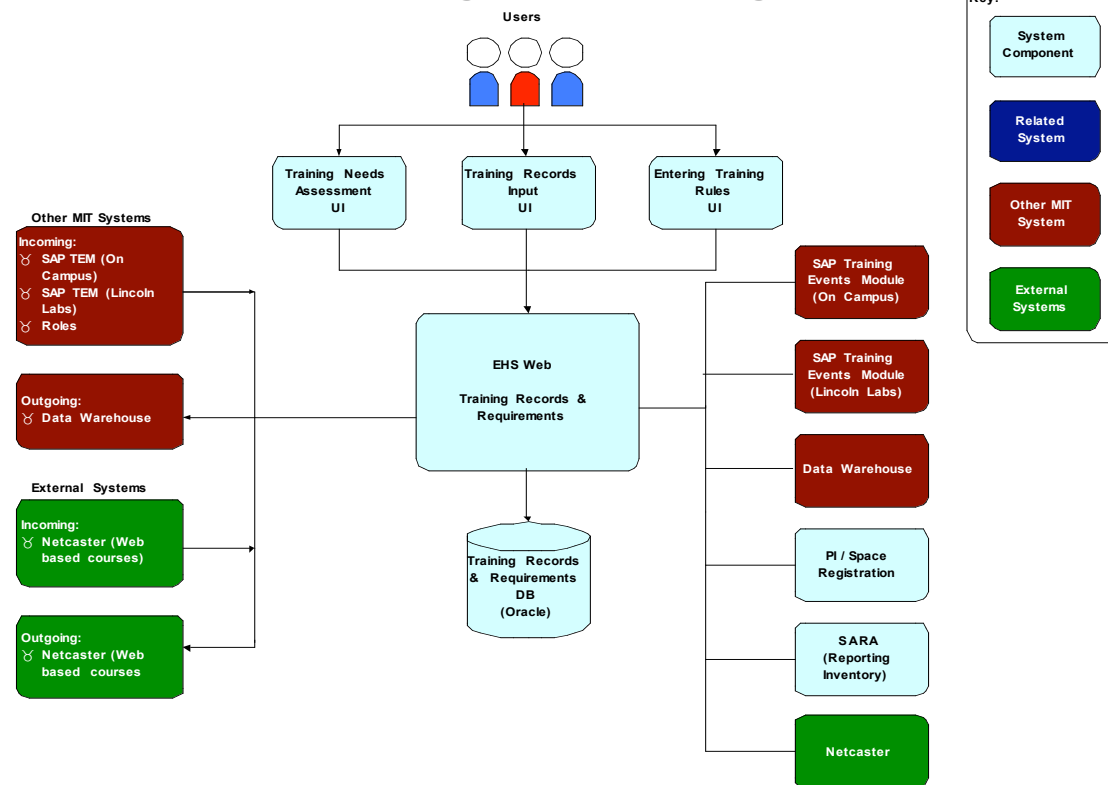 Key:
Users
System
Component
Related
System
Other MIT
System
External
Systems
Training Needs
Assessment
UI
Training Records
Input
UI
Entering Training
Rules
UI
Other MIT Systems
Incoming:
♉ SAP TEM (On
Campus)
♉ SAP TEM (Lincoln
Labs)
♉ Roles
Outgoing:
♉ Data Warehouse
External Systems
Incoming:
♉ Netcaster (Web
based courses)
Outgoing:
♉ Netcaster (Web
based courses
EHS Web
Training Records &
Requirements
Training Records
& Requirements
DB
(Oracle)
SAP Training
Events Module
(On Campus)
SAP Training
Events Module
(Lincoln Labs)
Data Warehouse
PI / Space
Registration
SARA
(Reporting
Inventory)
Netcaster